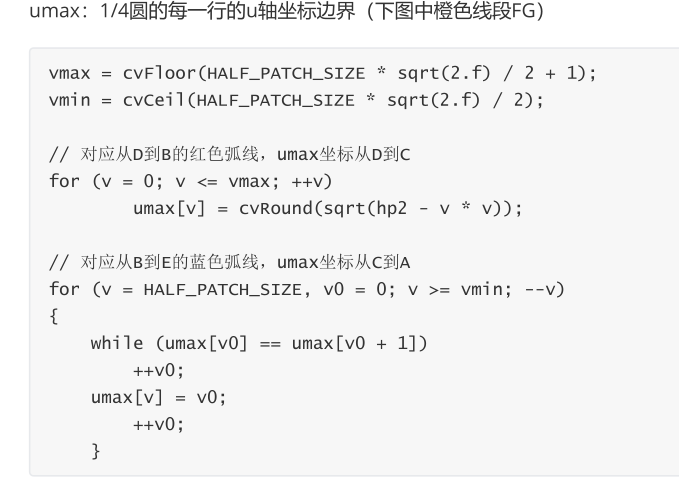 umax：1/4圆的每一行的u轴坐标边界（下图中橙色线段FG）
vmax = cvFloor(HALF_PATCH_SIZE * sqrt(2.f) / 2 + 1);
vmin = cvCeil(HALF_PATCH_SIZE * sqrt(2.f) / 2);
// 对应从D到B的红色弧线，umax坐标从D到C
for (v = 0; v <= vmax; ++v)
umax[v] = cvRound(sqrt(hp2 - v * v));
// 对应从B到E的蓝色弧线，umax坐标从C到A
for (v = HALF_PATCH_SIZE, v0 = 0; v >= vmin; --v)
{
while (umax[v0] == umax[v0 + 1])
++v0;
umax[v] = v0;
++v0;
}